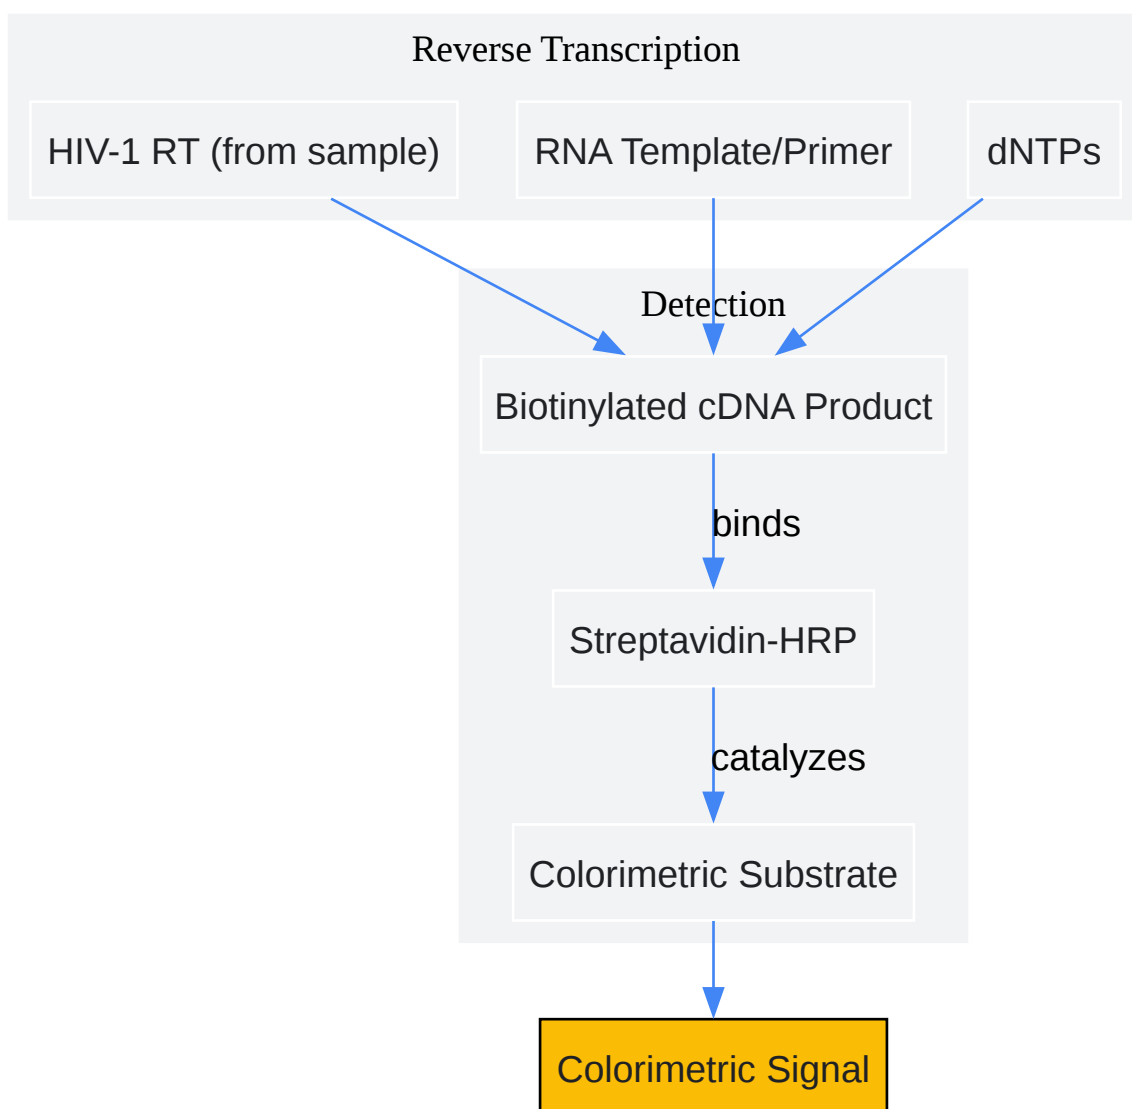 Reverse Transcription
HIV-1 RT (from sample)
RNA Template/Primer
dNTPs
Detection
Biotinylated cDNA Product
binds
Streptavidin-HRP
catalyzes
Colorimetric Substrate
Colorimetric Signal